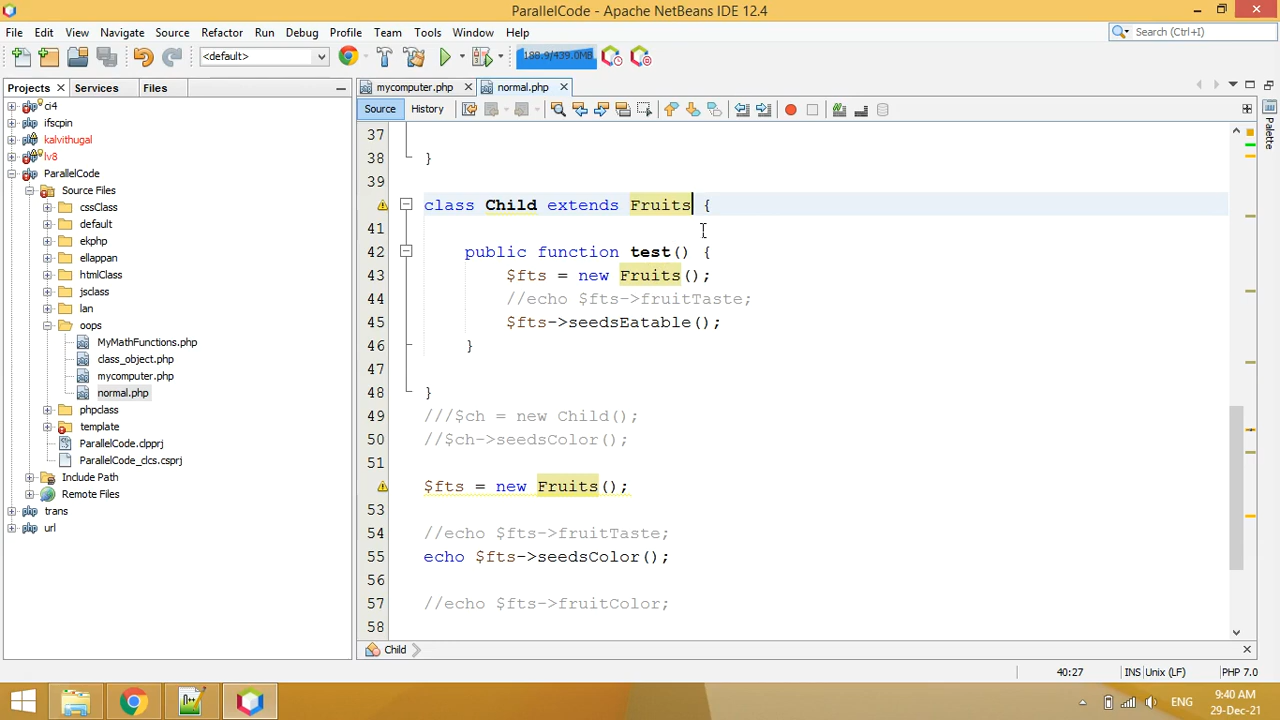 ParallelCode - Apache NetBeans IDE 12.4
File Edit View Navigate Source Refactor Run Debug Profile Team Tools Window Help
Search (Ctrl+I)
<default>
188.9/439.0MB
Projects Services Files
mycomputer.php normal.php
Source History
Palette
ci4
ifscpin
kalvithugal
lv8
ParallelCode
Source Files
cssClass
default
ekphp
ellappan
htmlClass
jsclass
lan
oops
MyMathFunctions.php
class_object.php
mycomputer.php
normal.php
phpclass
template
ParallelCode.clpprj
ParallelCode_clcs.csprj
Include Path
Remote Files
trans
url
37
38 }
39
class Child extends Fruits {
41
42 public function test() {
43 $fts = new Fruits();
44 //echo $fts->fruitTaste;
45 $fts->seedsEatable();
46 }
47
48 }
49 ///$ch = new Child();
50 //$ch->seedsColor();
51
$fts = new Fruits();
53
54 //echo $fts->fruitTaste;
55 echo $fts->seedsColor();
56
57 //echo $fts->fruitColor;
58
Child
40:27 INS Unix (LF) PHP 7.0
ENG
9:40 AM
29-Dec-21